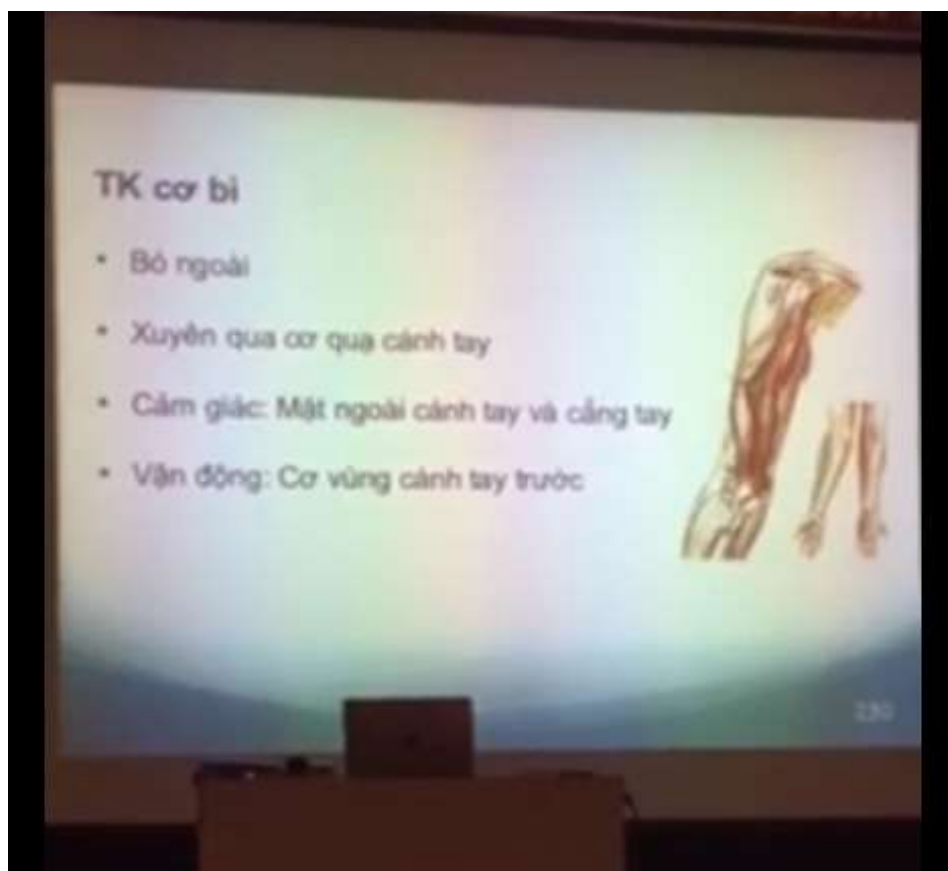 TK cơ bì
• Bó ngoài
• Xuyên qua cơ quạ cánh tay
• Cảm giác: Mặt ngoài cánh tay và cẳng tay
• Vận động: Cơ vùng cánh tay trước
230